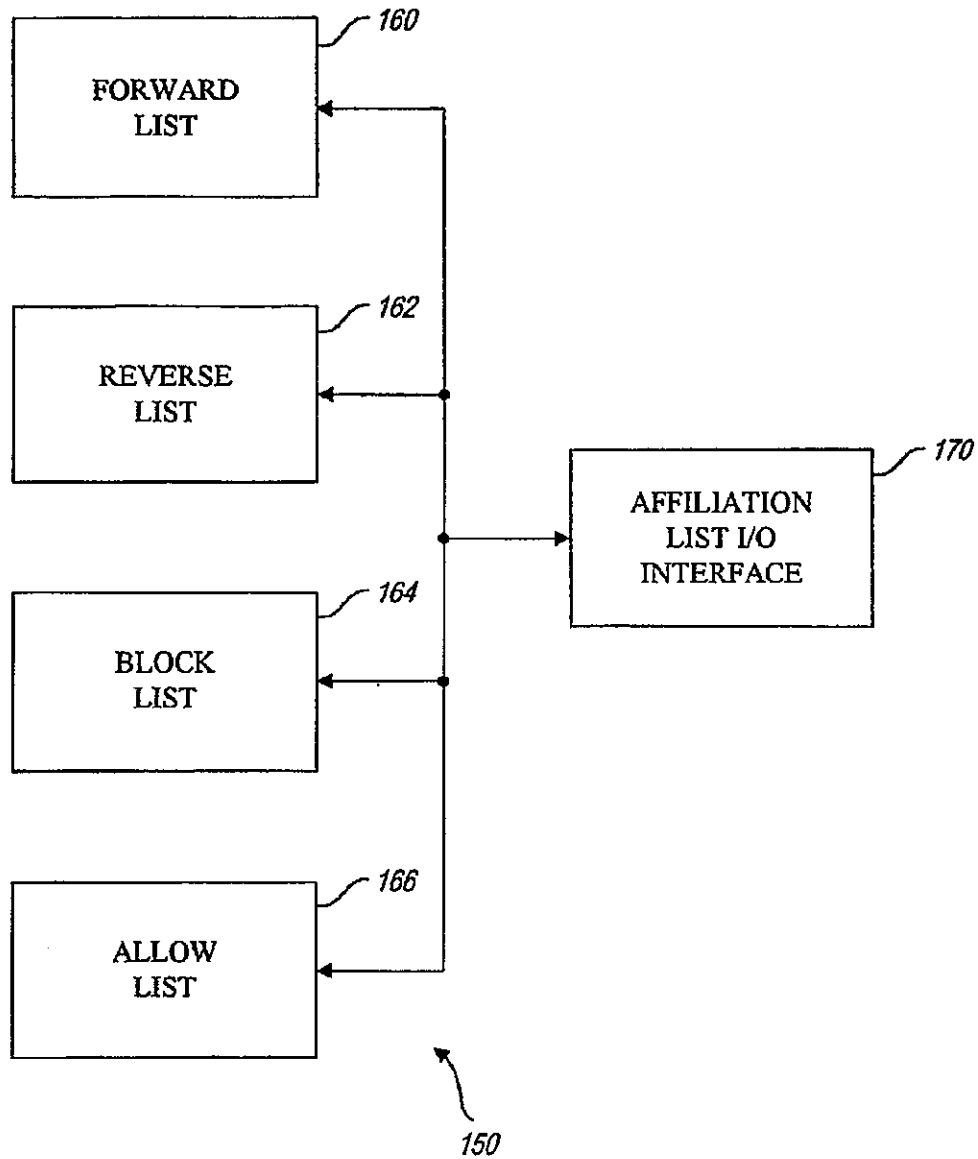 160
FORWARD
LIST
162
REVERSE
LIST
170
AFFILIATION
LIST I/O
INTERFACE
164
BLOCK
LIST
166
ALLOW
LIST
150